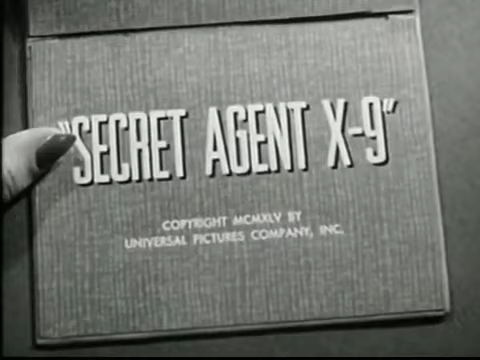 "SECRET AGENT X-9"
COPYRIGHT MCMXLV BY
UNIVERSAL PICTURES COMPANY, INC.